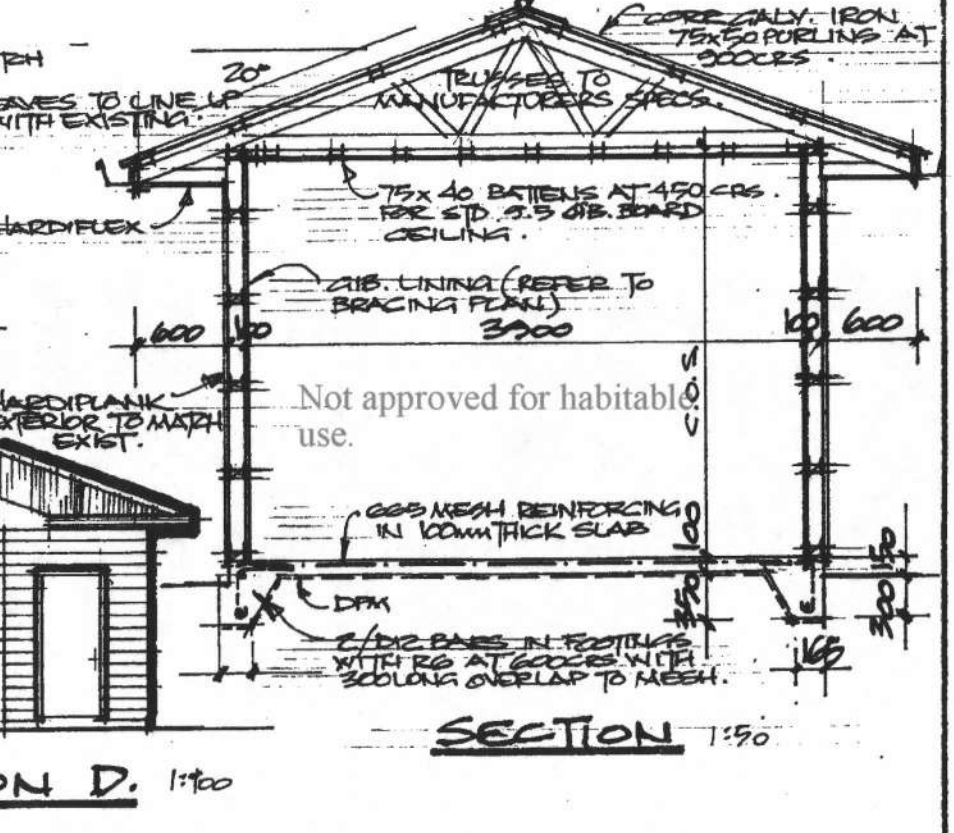 CORR GALV. IRON
75x50 PURLINS AT
900CRS.
20°
TRUSSES TO
MANUFACTURERS SPECS.
EAVES TO LINE UP
WITH EXISTING.
75x40 BATTENS AT 450 CRS.
FOR STD 9.5 GIB. BOARD
CEILING.
HARDIFLEX
GIB. LINING (REFER TO
BRACING PLAN)
600 100 3900 100 600
C.O.S
HARDIPLANK
EXTERIOR TO MATCH
EXIST.
Not approved for habitable
use.
665 MESH REINFORCING
IN 100mm THICK SLAB
100
350
150
300
DPM
2/D12 BARS IN FOOTINGS
WITH R6 AT 600CRS WITH
300 LONG OVERLAP TO MESH.
165
SECTION 1:50
ON D. 1:100